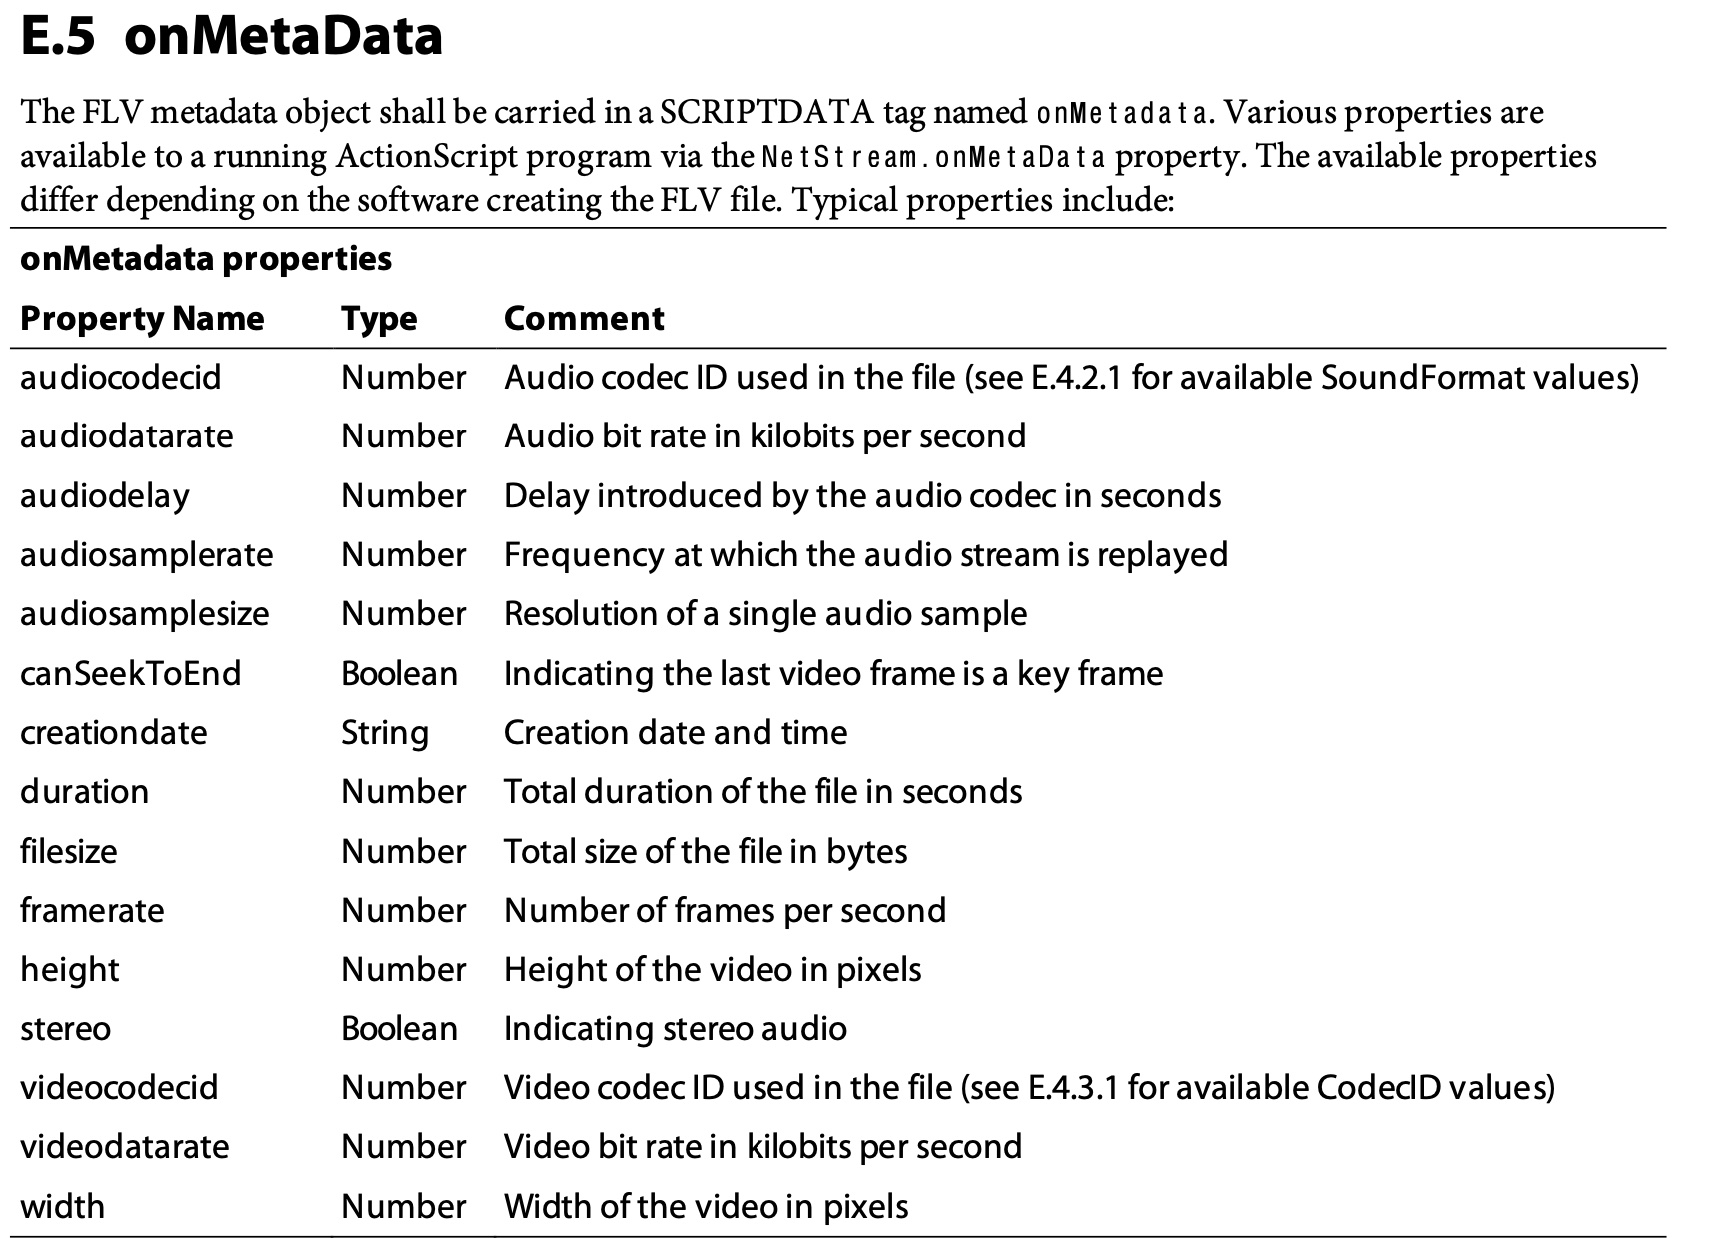 E.5 onMetaData
The FLV metadata object shall be carried in a SCRIPTDATA tag named onMetadata. Various properties are
available to a running ActionScript program via the NetStream.onMetaData property. The available properties
differ depending on the software creating the FLV file. Typical properties include:
onMetadata properties
Property Name Type Comment
audiocodecid Number Audio codec ID used in the file (see E.4.2.1 for available SoundFormat values)
audiodatarate Number Audio bit rate in kilobits per second
audiodelay Number Delay introduced by the audio codec in seconds
audiosamplerate Number Frequency at which the audio stream is replayed
audiosamplesize Number Resolution of a single audio sample
canSeekToEnd Boolean Indicating the last video frame is a key frame
creationdate String Creation date and time
duration Number Total duration of the file in seconds
filesize Number Total size of the file in bytes
framerate Number Number of frames per second
height Number Height of the video in pixels
stereo Boolean Indicating stereo audio
videocodecid Number Video codec ID used in the file (see E.4.3.1 for available CodecID values)
videodatarate Number Video bit rate in kilobits per second
width Number Width of the video in pixels